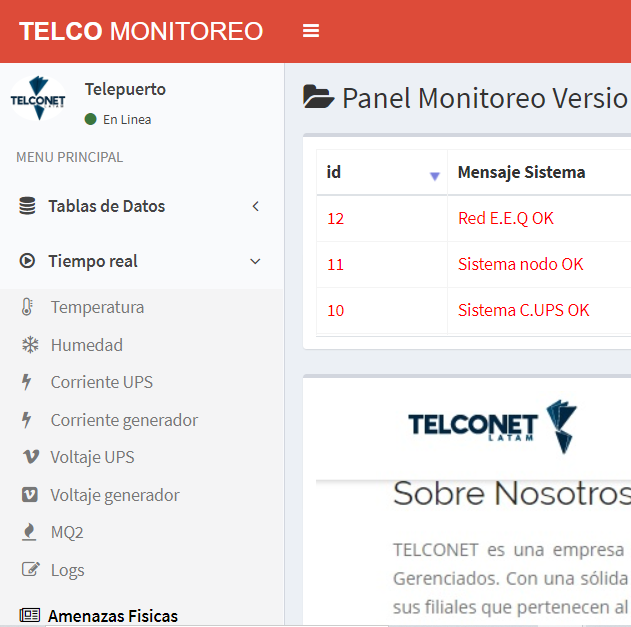 TELCO MONITOREO
TELCONET
Telepuerto
En Linea
MENU PRINCIPAL
Tablas de Datos
Tiempo real
Temperatura
Humedad
Corriente UPS
Corriente generador
Voltaje UPS
Voltaje generador
MQ2
Logs
Amenazas Fisicas
Panel Monitoreo Versio
id Mensaje Sistema
12 Red E.E.Q OK
11 Sistema nodo OK
10 Sistema C.UPS OK
TELCONET
LATAM
Sobre Nosotros
TELCONET es una empresa
Gerenciados. Con una sólida
sus filiales que pertenecen al